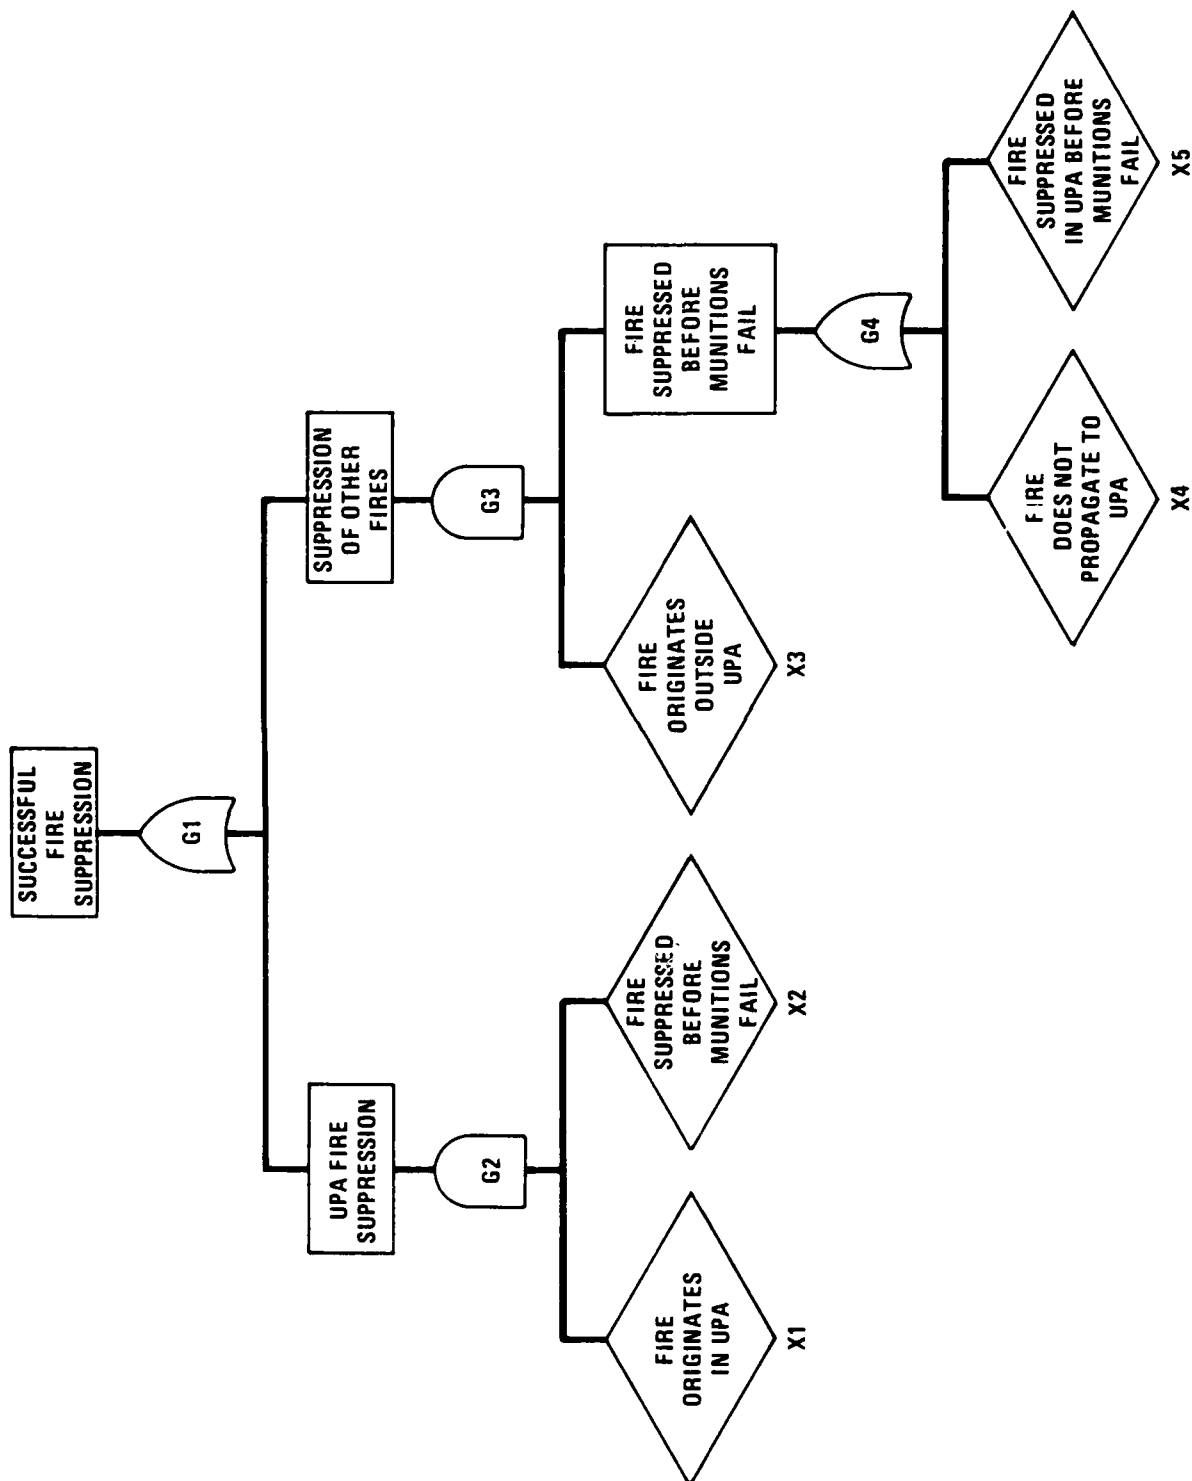 SUCCESSFUL
FIRE
SUPPRESSION
G1
UPA FIRE
SUPPRESSION
SUPPRESSION
OF OTHER
FIRES
G2
G3
FIRE
ORIGINATES
IN UPA
X1
FIRE
SUPPRESSED
BEFORE
MUNITIONS
FAIL
X2
FIRE
ORIGINATES
OUTSIDE
UPA
X3
FIRE
SUPPRESSED
BEFORE
MUNITIONS
FAIL
G4
FIRE
DOES NOT
PROPAGATE TO
UPA
X4
FIRE
SUPPRESSED
IN UPA BEFORE
MUNITIONS
FAIL
X5